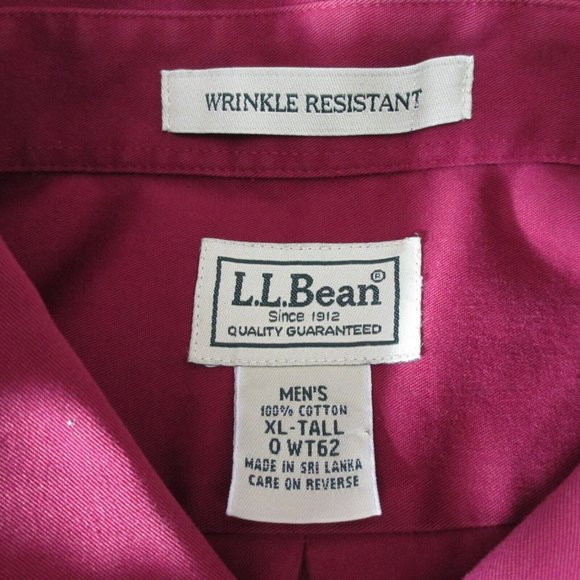 WRINKLE RESISTANT
L.L.Bean®
Since 1912
QUALITY GUARANTEED
MEN'S
100% COTTON
XL-TALL
0 WT62
MADE IN SRI LANKA
CARE ON REVERSE